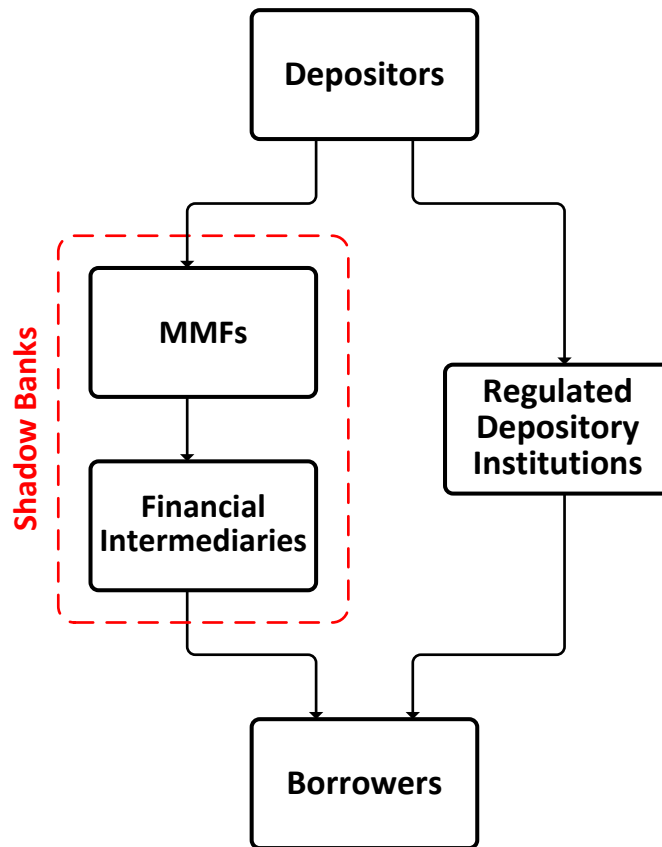 Depositors
Shadow Banks
MMFs
Financial
Intermediaries
Regulated
Depository
Institutions
Borrowers